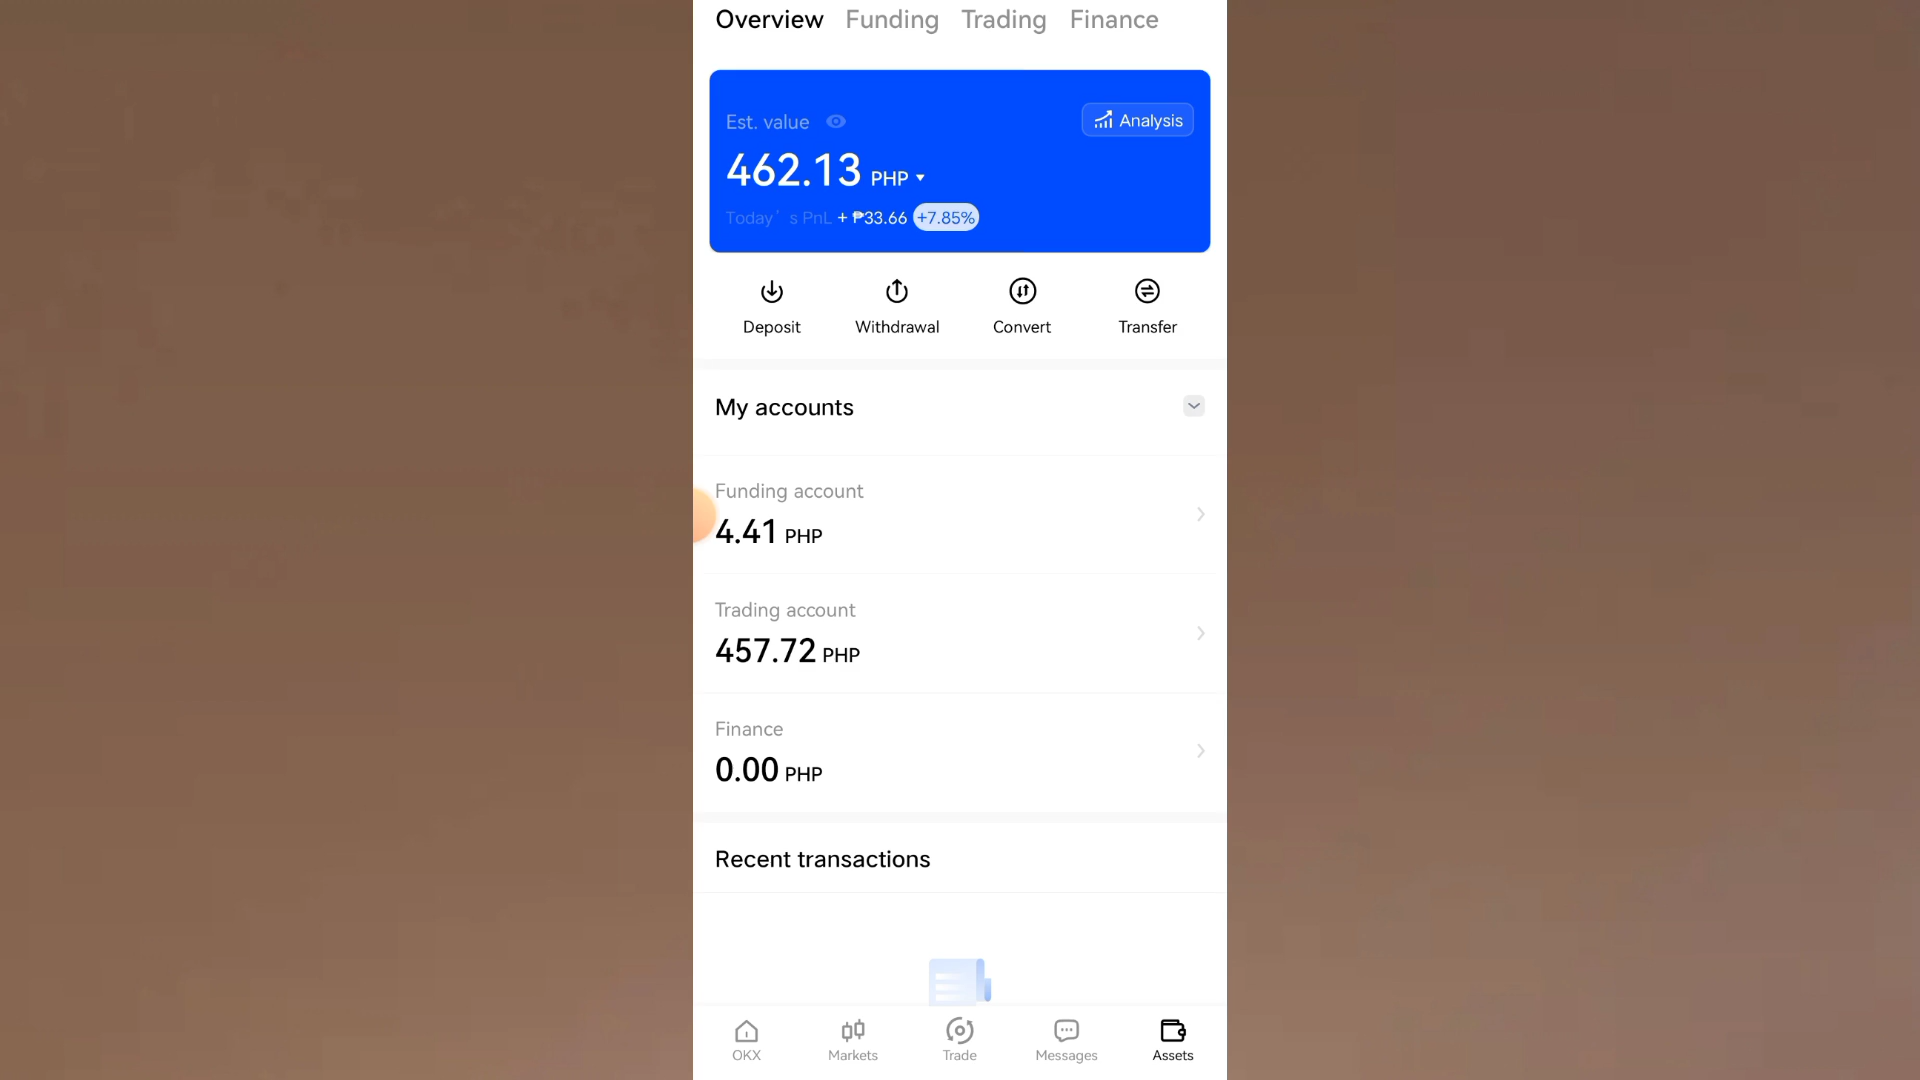 Overview Funding Trading Finance
Est. value
Analysis
462.13 PHP
Today's PnL + ₱33.66 +7.85%
Deposit Withdrawal Convert Transfer
My accounts
Funding account
4.41 PHP
Trading account
457.72 PHP
Finance
0.00 PHP
Recent transactions
OKX Markets Trade Messages Assets